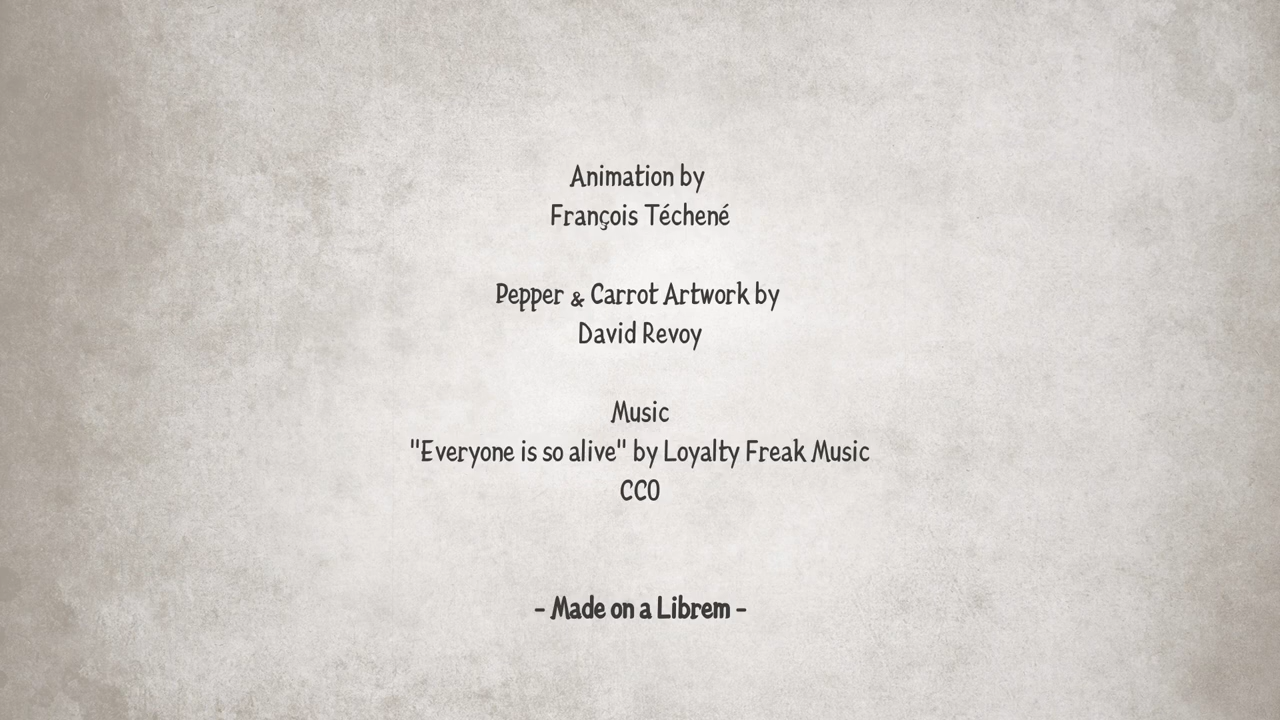 Animation by
François Téchené
Pepper & Carrot Artwork by
David Revoy
Music
"Everyone is so alive" by Loyalty Freak Music
CC0
- Made on a Librem -